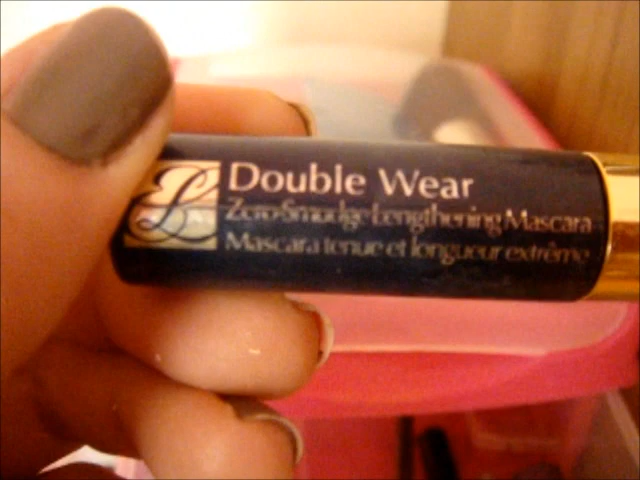 Double Wear
Zero-Smudge Lengthening Mascara
Mascara tenue et longueur extrême